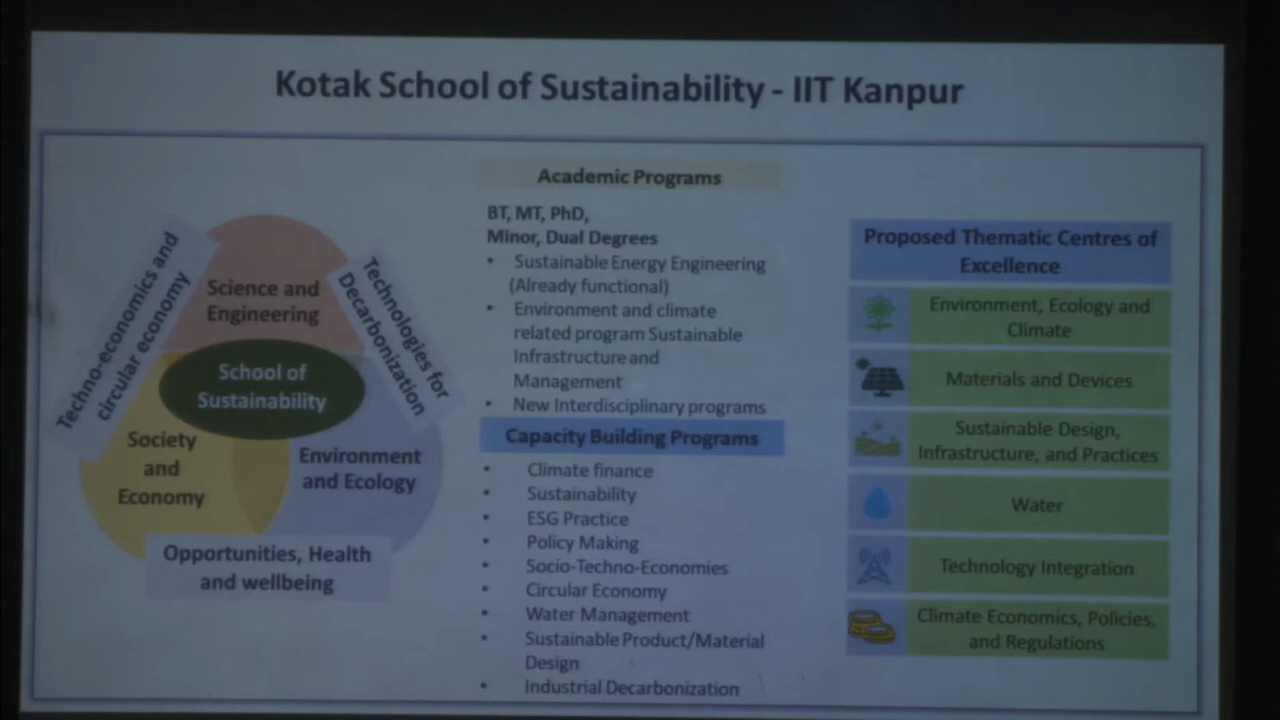 Kotak School of Sustainability - IIT Kanpur
Techno-economics and
circular economy
Science and
Engineering
Technologies for
Decarbonization
School of
Sustainability
Society
and
Economy
Environment
and Ecology
Opportunities, Health
and wellbeing
Academic Programs
BT, MT, PhD,
Minor, Dual Degrees
• Sustainable Energy Engineering
(Already functional)
• Environment and climate
related program Sustainable
Infrastructure and
Management
• New Interdisciplinary programs
Capacity Building Programs
• Climate finance
• Sustainability
• ESG Practice
• Policy Making
• Socio-Techno-Economies
• Circular Economy
• Water Management
• Sustainable Product/Material
Design
• Industrial Decarbonization
Proposed Thematic Centres of
Excellence
Environment, Ecology and
Climate
Materials and Devices
Sustainable Design,
Infrastructure, and Practices
Water
Technology Integration
Climate Economics, Policies,
and Regulations